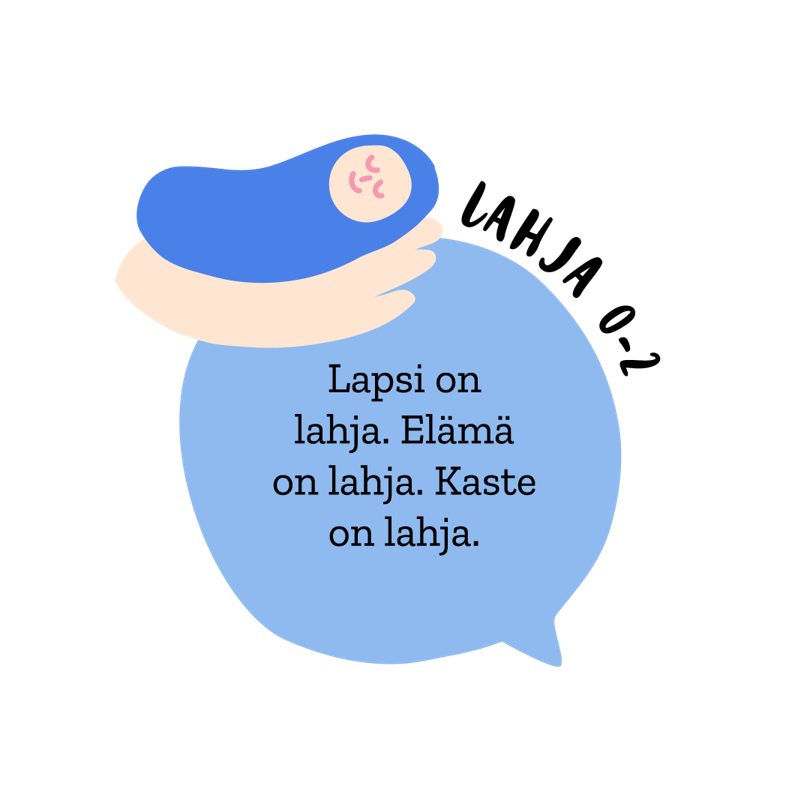 LAHJA 0-2
Lapsi on
lahja. Elämä
on lahja. Kaste
on lahja.